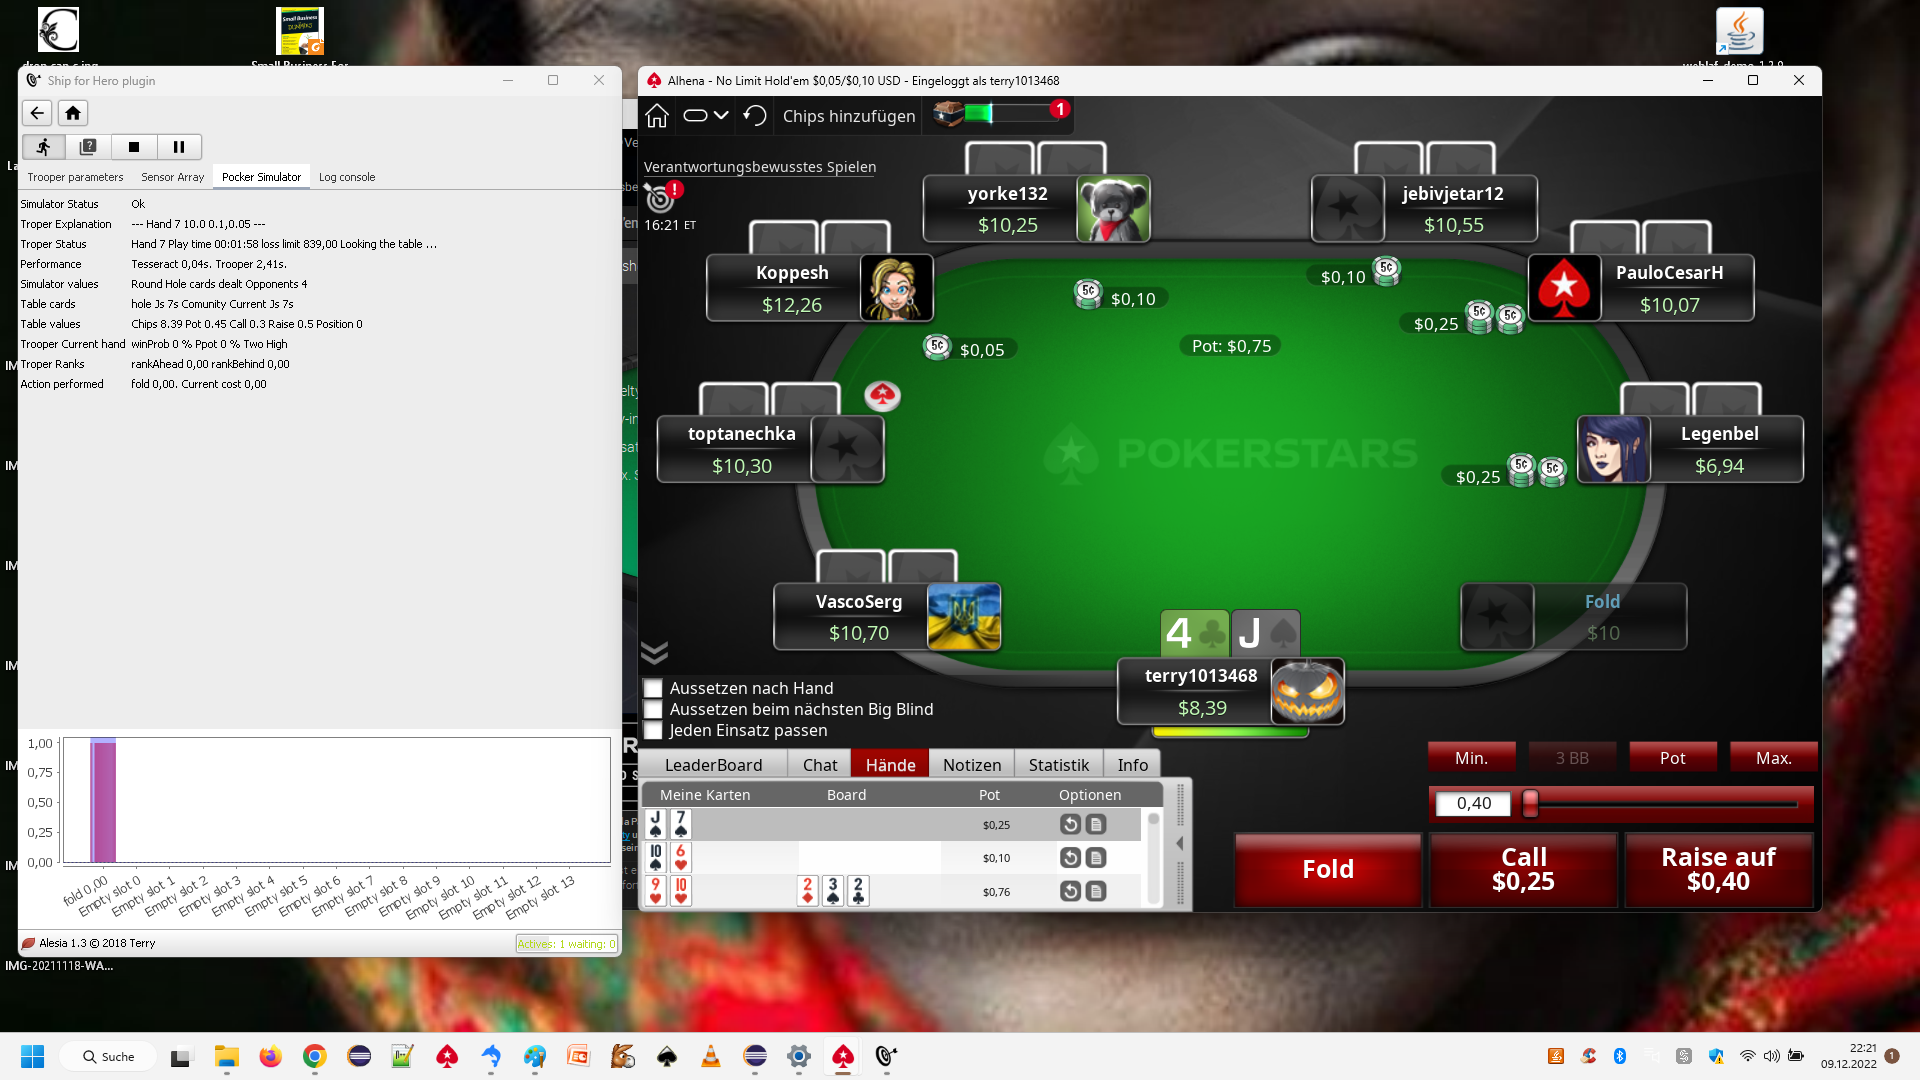 Ship for Hero plugin
Trooper parameters Sensor Array Pocker Simulator Log console
Simulator Status Ok
Troper Explanation --- Hand 7 10.0 0.1,0.05 ---
Troper Status Hand 7 Play time 00:01:58 loss limit 839,00 Looking the table ...
Performance Tesseract 0,04s. Trooper 2,41s.
Simulator values Round Hole cards dealt Opponents 4
Table cards hole Js 7s Comunity Current Js 7s
Table values Chips 8.39 Pot 0.45 Call 0.3 Raise 0.5 Position 0
Trooper Current hand winProb 0 % Ppot 0 % Two High
Troper Ranks rankAhead 0,00 rankBehind 0,00
Action performed fold 0,00. Current cost 0,00
1,00
0,75
0,50
0,25
0,00
fold 0,00
Empty slot 0
Empty slot 1
Empty slot 2
Empty slot 3
Empty slot 4
Empty slot 5
Empty slot 6
Empty slot 7
Empty slot 8
Empty slot 9
Empty slot 10
Empty slot 11
Empty slot 12
Empty slot 13
Alesia 1.3 © 2018 Terry
Actives: 1 waiting: 0
IMG-20211118-WA...
Alhena - No Limit Hold'em $0,05/$0,10 USD - Eingeloggt als terry1013468
Chips hinzufügen
1
Verantwortungsbewusstes Spielen
16:21 ET
yorke132
$10,25
jebivjetar12
$10,55
Koppesh
$12,26
PauloCesarH
$10,07
$0,10
$0,10
$0,25
$0,05
Pot: $0,75
toptanechka
$10,30
POKERSTARS
Legenbel
$6,94
$0,25
VascoSerg
$10,70
4 J
terry1013468
$8,39
Fold
$10
Aussetzen nach Hand
Aussetzen beim nächsten Big Blind
Jeden Einsatz passen
LeaderBoard Chat Hände Notizen Statistik Info
Meine Karten Board Pot Optionen
J 7 $0,25
10 6 $0,10
9 10 2 3 2 $0,76
Min. 3 BB Pot Max.
0,40
Fold
Call
$0,25
Raise auf
$0,40
Suche
22:21
09.12.2022
1